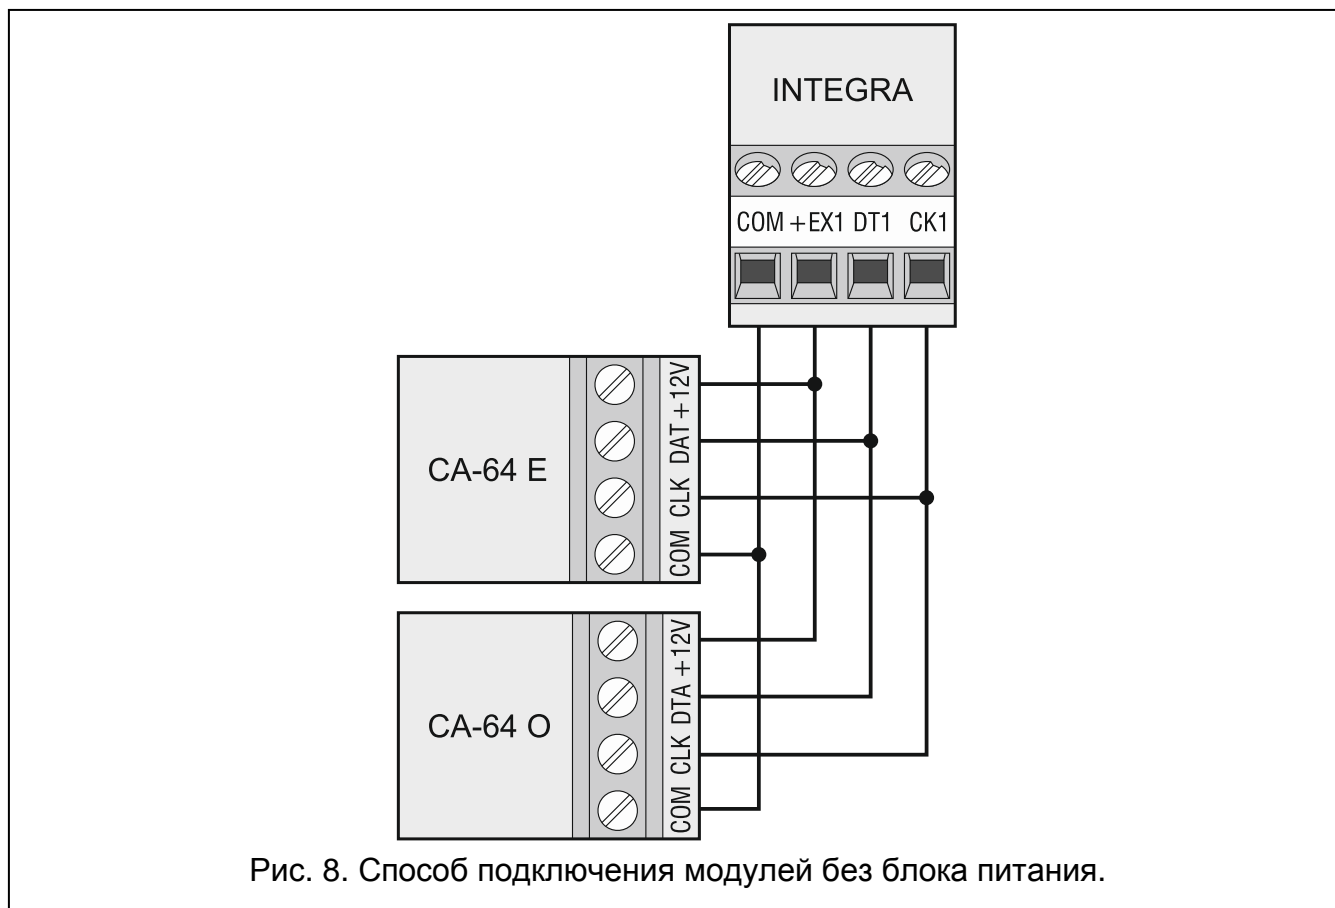 INTEGRA
COM +EX1 DT1 CK1
CA-64 E
COM CLK DAT +12V
CA-64 O
COM CLK DTA +12V
Рис. 8. Способ подключения модулей без блока питания.